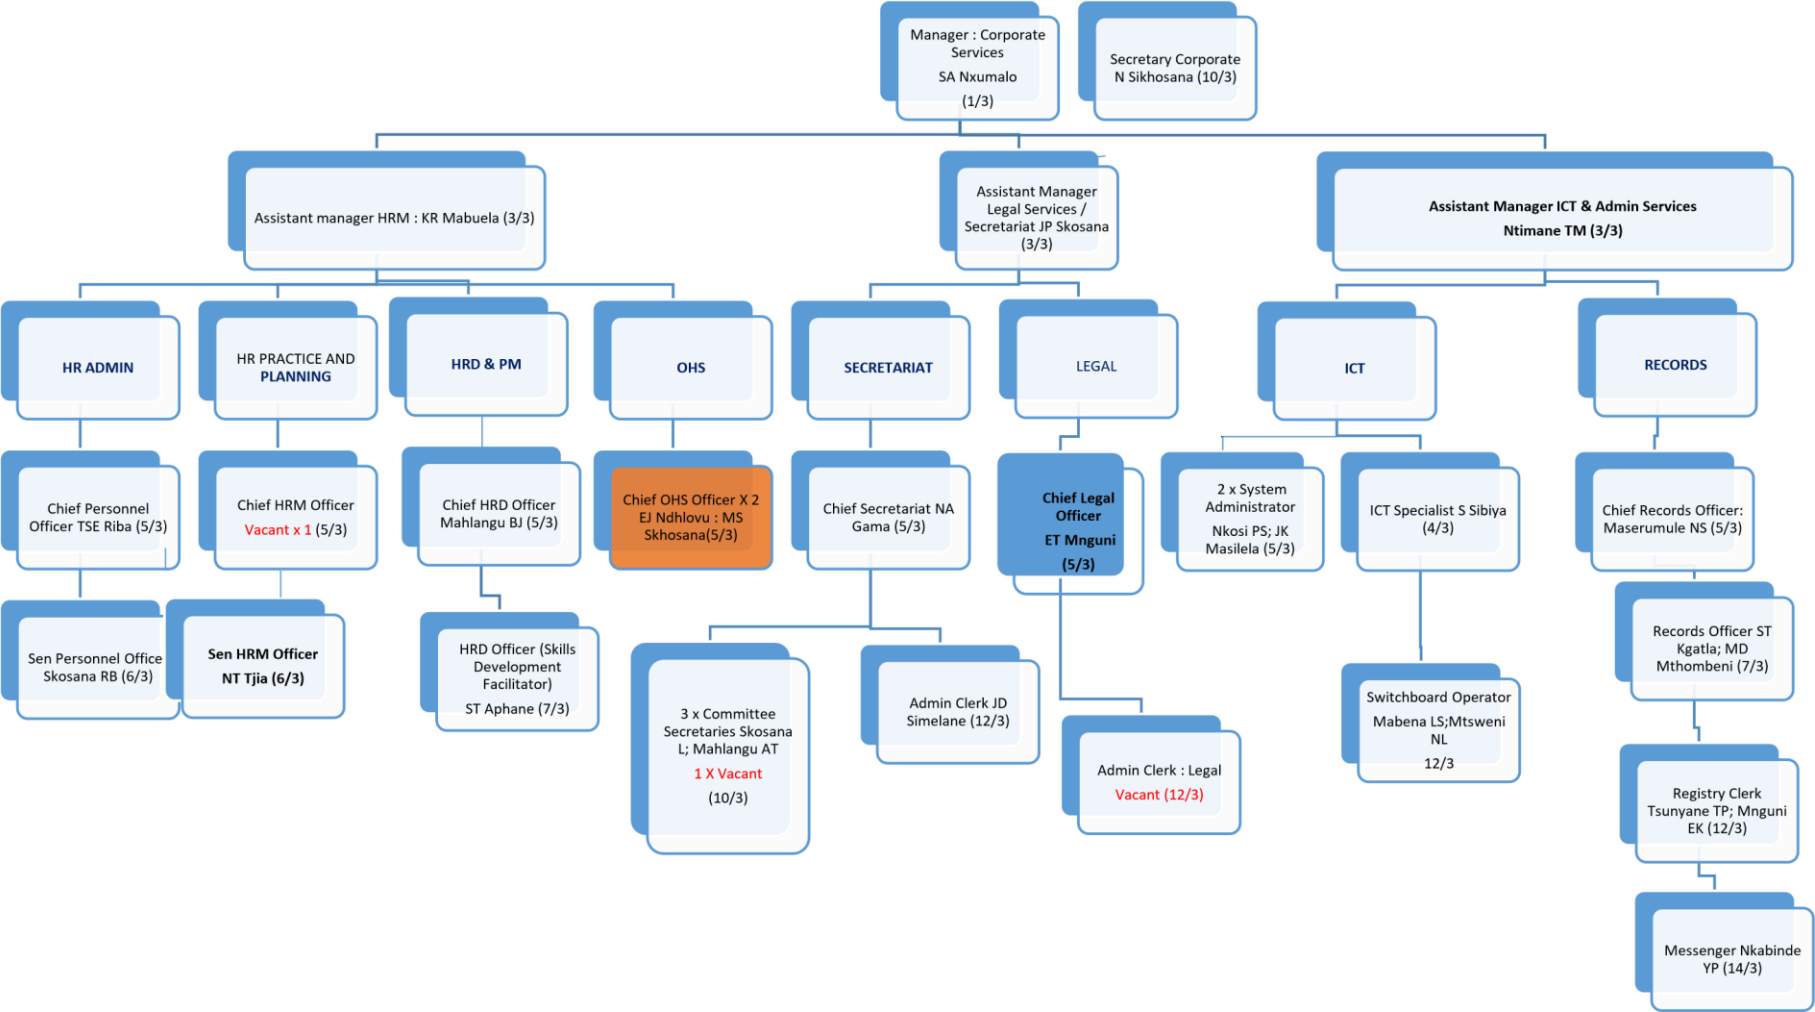 Manager : Corporate
Services
SA Nxumalo
(1/3)
Secretary Corporate
N Sikhosana (10/3)
Assistant manager HRM : KR Mabuela (3/3)
Assistant Manager
Legal Services /
Secretariat JP Skosana
(3/3)
Assistant Manager ICT & Admin Services
Ntimane TM (3/3)
HR ADMIN
HR PRACTICE AND
PLANNING
HRD & PM
OHS
SECRETARIAT
LEGAL
ICT
RECORDS
Chief Personnel
Officer TSE Riba (5/3)
Chief HRM Officer
Vacant x 1 (5/3)
Chief HRD Officer
Mahlangu BJ (5/3)
Chief OHS Officer X 2
EJ Ndhlovu : MS
Skhosana(5/3)
Chief Secretariat NA
Gama (5/3)
Chief Legal
Officer
ET Mnguni
(5/3)
2 x System
Administrator
Nkosi PS; JK
Masilela (5/3)
ICT Specialist S Sibiya
(4/3)
Chief Records Officer:
Maserumule NS (5/3)
Sen Personnel Office
Skosana RB (6/3)
Sen HRM Officer
NT Tjia (6/3)
HRD Officer (Skills
Development
Facilitator)
ST Aphane (7/3)
3 x Committee
Secretaries Skosana
L; Mahlangu AT
1 X Vacant
(10/3)
Admin Clerk JD
Simelane (12/3)
Admin Clerk : Legal
Vacant (12/3)
Switchboard Operator
Mabena LS;Mtsweni
NL
12/3
Records Officer ST
Kgatla; MD
Mthombeni (7/3)
Registry Clerk
Tsunyane TP; Mnguni
EK (12/3)
Messenger Nkabinde
YP (14/3)